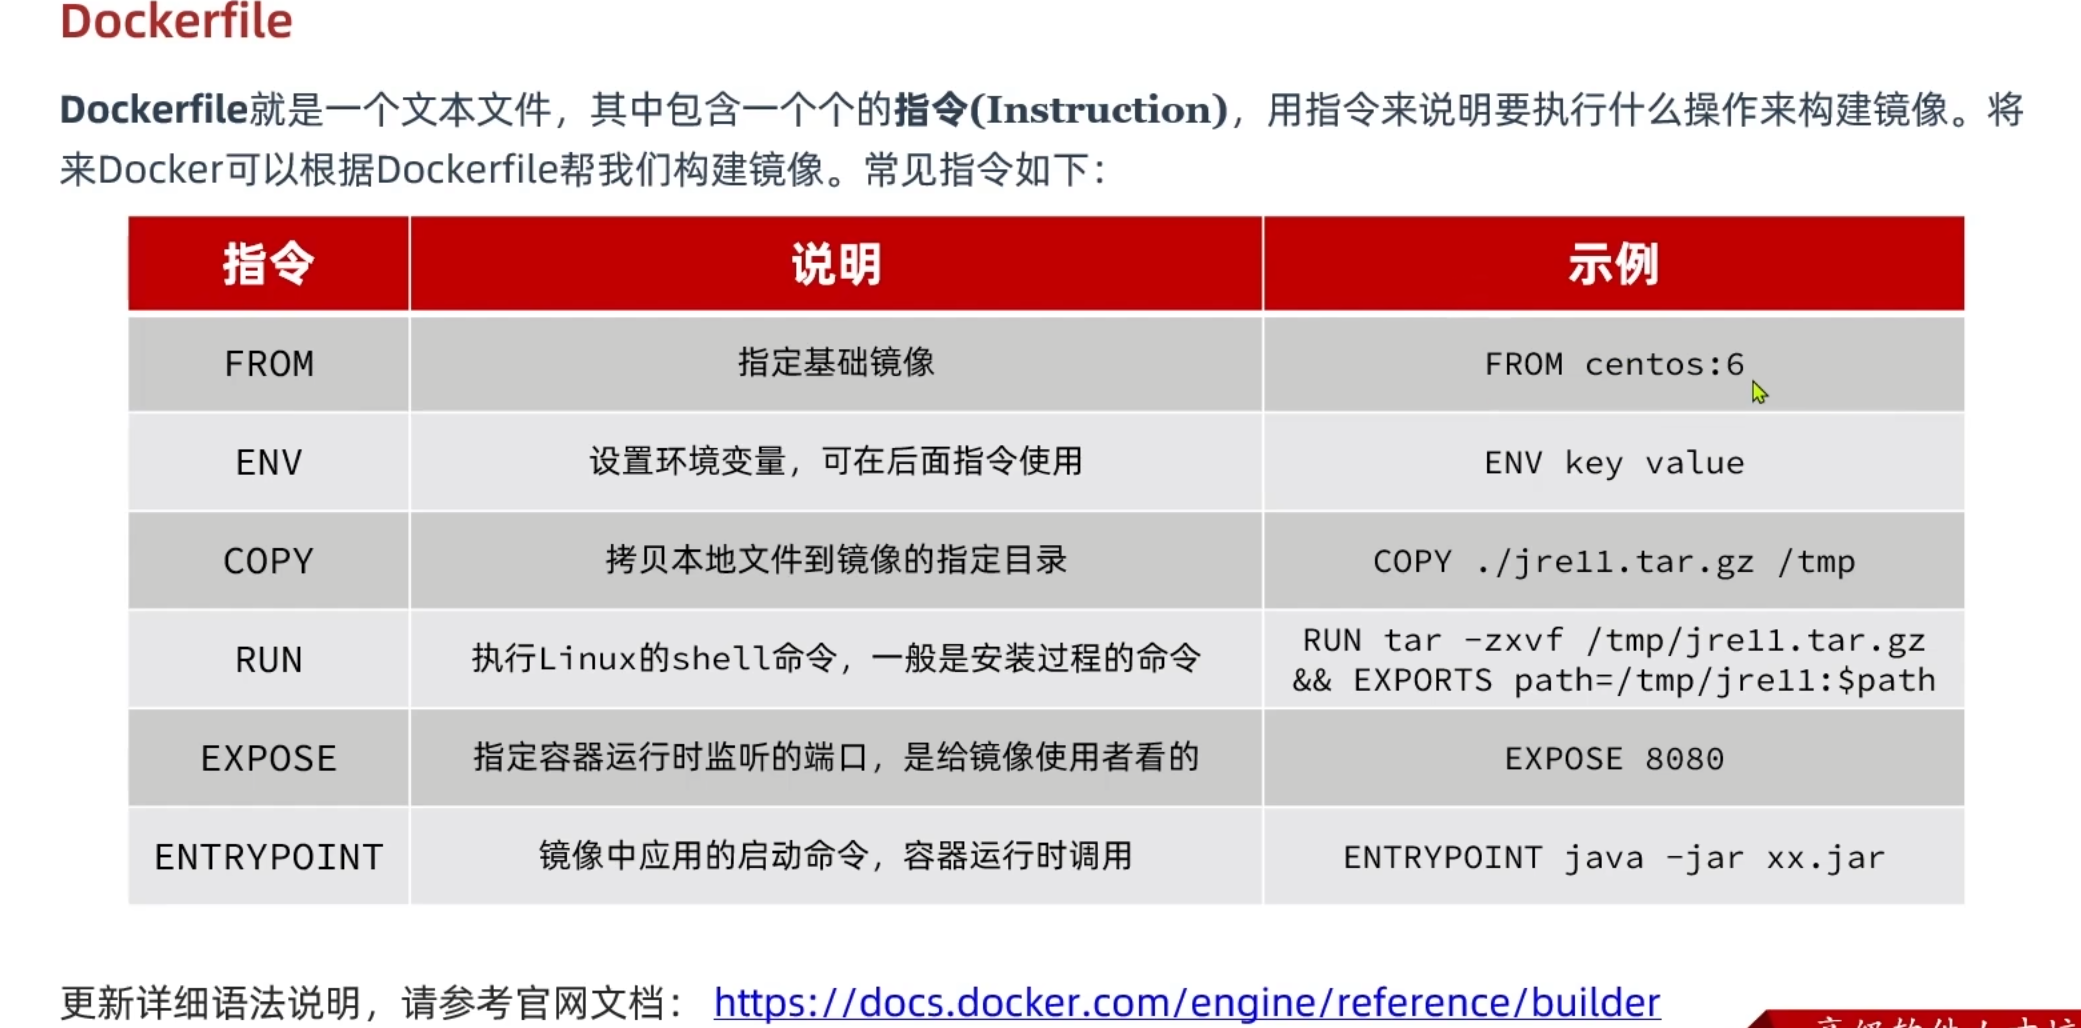 Dockerfile
Dockerfile就是一个文本文件，其中包含一个个的指令(Instruction)，用指令来说明要执行什么操作来构建镜像。将
来Docker可以根据Dockerfile帮我们构建镜像。常见指令如下：
指令 说明 示例
FROM 指定基础镜像 FROM centos:6
ENV 设置环境变量，可在后面指令使用 ENV key value
COPY 拷贝本地文件到镜像的指定目录 COPY ./jre11.tar.gz /tmp
RUN 执行Linux的shell命令，一般是安装过程的命令 RUN tar -zxvf /tmp/jre11.tar.gz
&& EXPORTS path=/tmp/jre11:$path
EXPOSE 指定容器运行时监听的端口，是给镜像使用者看的 EXPOSE 8080
ENTRYPOINT 镜像中应用的启动命令，容器运行时调用 ENTRYPOINT java -jar xx.jar
更新详细语法说明，请参考官网文档： https://docs.docker.com/engine/reference/builder